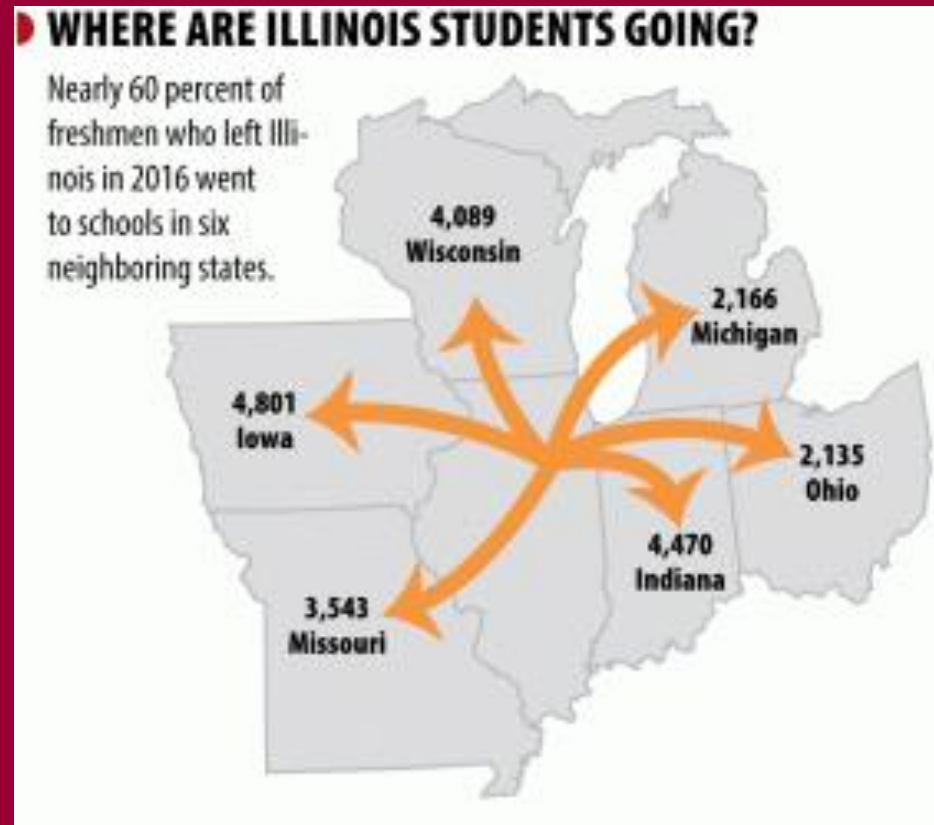 WHERE ARE ILLINOIS STUDENTS GOING?
Nearly 60 percent of
freshmen who left Illi-
nois in 2016 went
to schools in six
neighboring states.
4,089
Wisconsin
2,166
Michigan
4,801
Iowa
2,135
Ohio
4,470
Indiana
3,543
Missouri